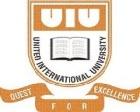 UIU
UNITED INTERNATIONAL UNIVERSITY
QUEST FOR EXCELLENCE